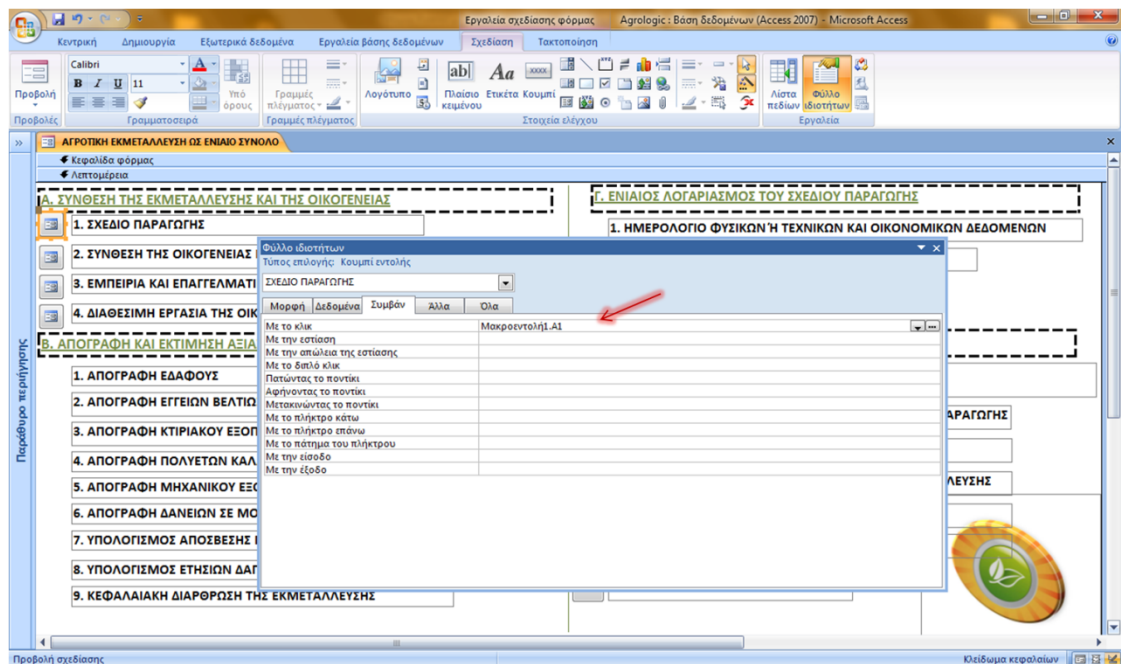 Εργαλεία σχεδίασης φόρμας Agrologic : Βάση δεδομένων (Access 2007) - Microsoft Access
Κεντρική Δημιουργία Εξωτερικά δεδομένα Εργαλεία βάσης δεδομένων Σχεδίαση Τακτοποίηση
Προβολή
Προβολές
Calibri
B I U 11
Υπό όρους
Γραμματοσειρά
Γραμμές πλέγματος
Γραμμές πλέγματος
Λογότυπο
ab| Πλαίσιο κειμένου
Aa Ετικέτα
xxxx Κουμπί
Στοιχεία ελέγχου
Λίστα πεδίων
Φύλλο ιδιοτήτων
Εργαλεία
ΑΓΡΟΤΙΚΗ ΕΚΜΕΤΑΛΛΕΥΣΗ ΩΣ ΕΝΙΑΙΟ ΣΥΝΟΛΟ
Κεφαλίδα φόρμας
Λεπτομέρεια
Α. ΣΥΝΘΕΣΗ ΤΗΣ ΕΚΜΕΤΑΛΛΕΥΣΗΣ ΚΑΙ ΤΗΣ ΟΙΚΟΓΕΝΕΙΑΣ
1. ΣΧΕΔΙΟ ΠΑΡΑΓΩΓΗΣ
2. ΣΥΝΘΕΣΗ ΤΗΣ ΟΙΚΟΓΕΝΕΙΑΣ
3. ΕΜΠΕΙΡΙΑ ΚΑΙ ΕΠΑΓΓΕΛΜΑΤΙ
4. ΔΙΑΘΕΣΙΜΗ ΕΡΓΑΣΙΑ ΤΗΣ ΟΙΚ
Β. ΑΠΟΓΡΑΦΗ ΚΑΙ ΕΚΤΙΜΗΣΗ ΑΞΙΑ
1. ΑΠΟΓΡΑΦΗ ΕΔΑΦΟΥΣ
2. ΑΠΟΓΡΑΦΗ ΕΓΓΕΙΩΝ ΒΕΛΤΙΩ
3. ΑΠΟΓΡΑΦΗ ΚΤΙΡΙΑΚΟΥ ΕΞΟΠ
4. ΑΠΟΓΡΑΦΗ ΠΟΛΥΕΤΩΝ ΚΑΛ
5. ΑΠΟΓΡΑΦΗ ΜΗΧΑΝΙΚΟΥ ΕΞΟ
6. ΑΠΟΓΡΑΦΗ ΔΑΝΕΙΩΝ ΣΕ ΜΟ
7. ΥΠΟΛΟΓΙΣΜΟΣ ΑΠΟΣΒΕΣΗΣ
8. ΥΠΟΛΟΓΙΣΜΟΣ ΕΤΗΣΙΩΝ ΔΑΠ
9. ΚΕΦΑΛΑΙΑΚΗ ΔΙΑΡΘΡΩΣΗ ΤΗΣ ΕΚΜΕΤΑΛΛΕΥΣΗΣ
Γ. ΕΝΙΑΙΟΣ ΛΟΓΑΡΙΑΣΜΟΣ ΤΟΥ ΣΧΕΔΙΟΥ ΠΑΡΑΓΩΓΗΣ
1. ΗΜΕΡΟΛΟΓΙΟ ΦΥΣΙΚΩΝ Ή ΤΕΧΝΙΚΩΝ ΚΑΙ ΟΙΚΟΝΟΜΙΚΩΝ ΔΕΔΟΜΕΝΩΝ
ΑΡΑΓΩΓΗΣ
ΛΕΥΣΗΣ
Φύλλο ιδιοτήτων
Τύπος επιλογής: Κουμπί εντολής
ΣΧΕΔΙΟ ΠΑΡΑΓΩΓΗΣ
Μορφή Δεδομένα Συμβάν Άλλα Όλα
Με το κλικ Μακροεντολή1.A1
Με την εστίαση
Με την απώλεια της εστίασης
Με το διπλό κλικ
Πατώντας το ποντίκι
Αφήνοντας το ποντίκι
Μετακινώντας το ποντίκι
Με το πλήκτρο κάτω
Με το πλήκτρο επάνω
Με το πάτημα του πλήκτρου
Με την είσοδο
Με την έξοδο
Παράθυρο περιήγησης
Προβολή σχεδίασης Κλείδωμα κεφαλαίων